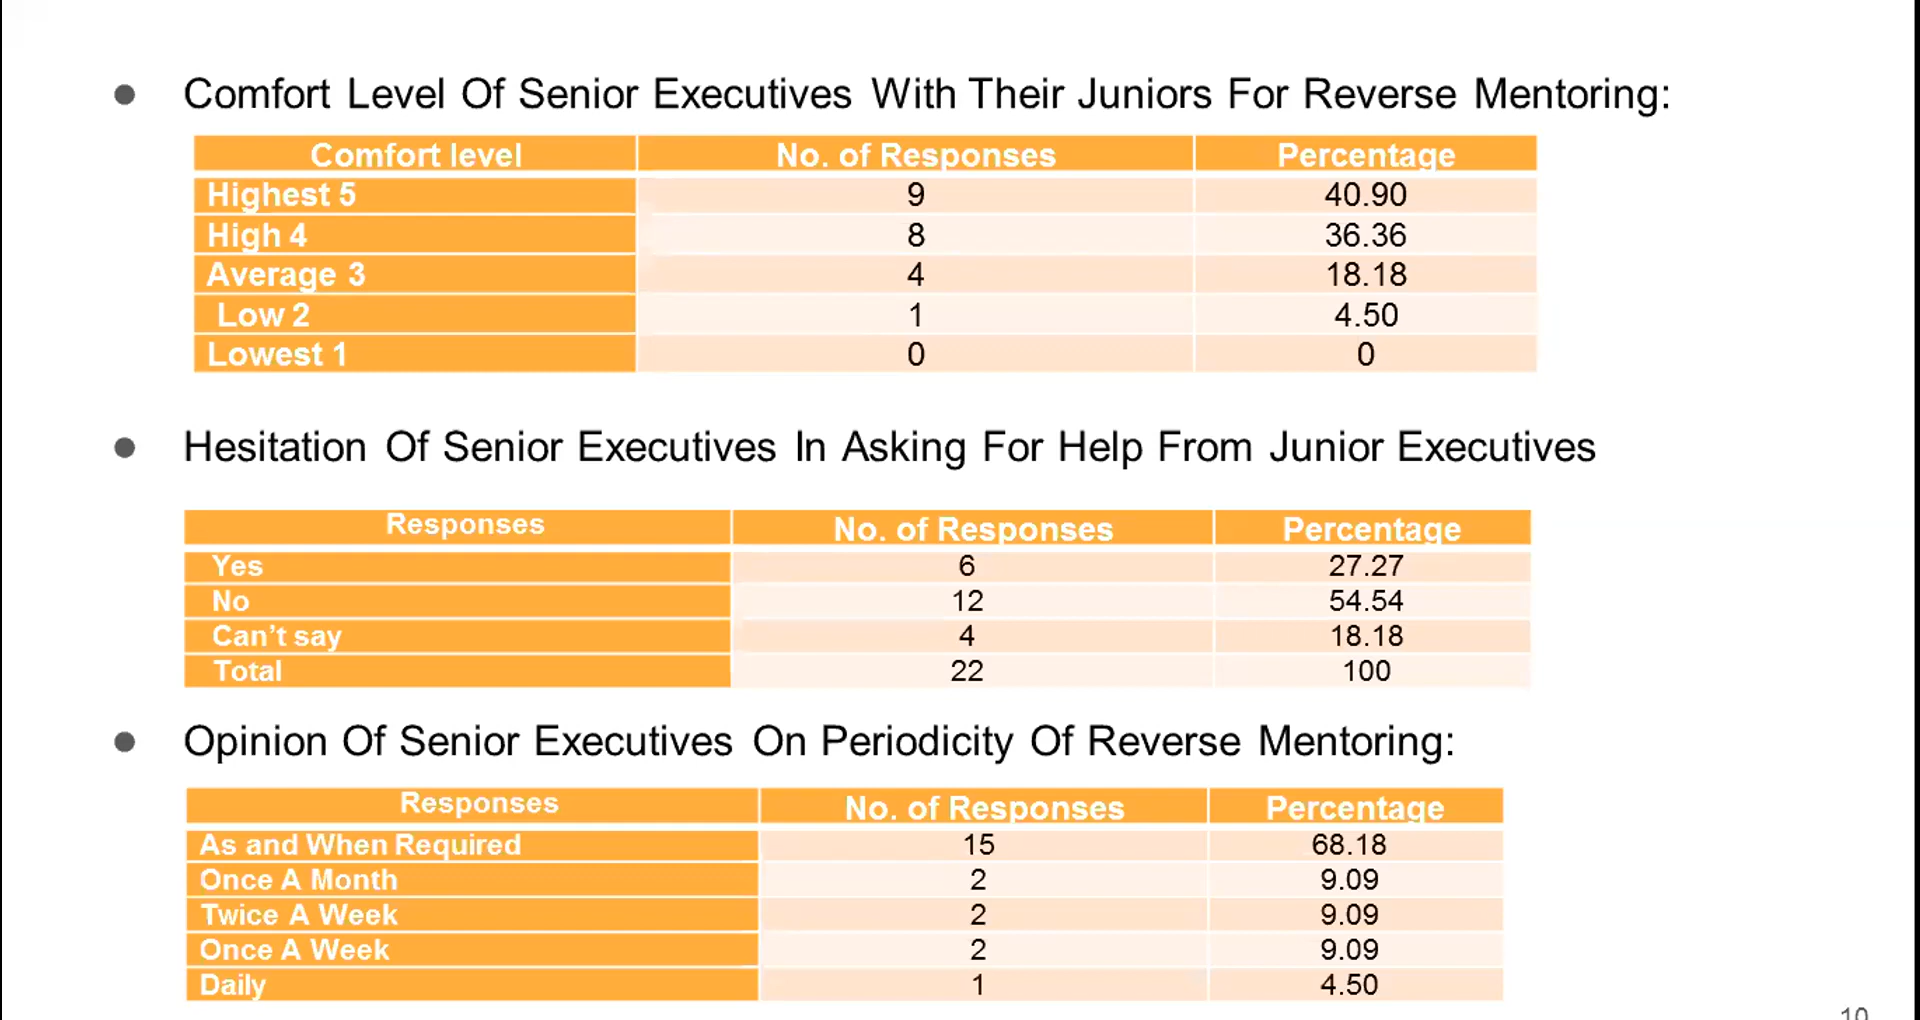 ● Comfort Level Of Senior Executives With Their Juniors For Reverse Mentoring:
Comfort level No. of Responses Percentage
Highest 5 9 40.90
High 4 8 36.36
Average 3 4 18.18
Low 2 1 4.50
Lowest 1 0 0
● Hesitation Of Senior Executives In Asking For Help From Junior Executives
Responses No. of Responses Percentage
Yes 6 27.27
No 12 54.54
Can’t say 4 18.18
Total 22 100
● Opinion Of Senior Executives On Periodicity Of Reverse Mentoring:
Responses No. of Responses Percentage
As and When Required 15 68.18
Once A Month 2 9.09
Twice A Week 2 9.09
Once A Week 2 9.09
Daily 1 4.50
10